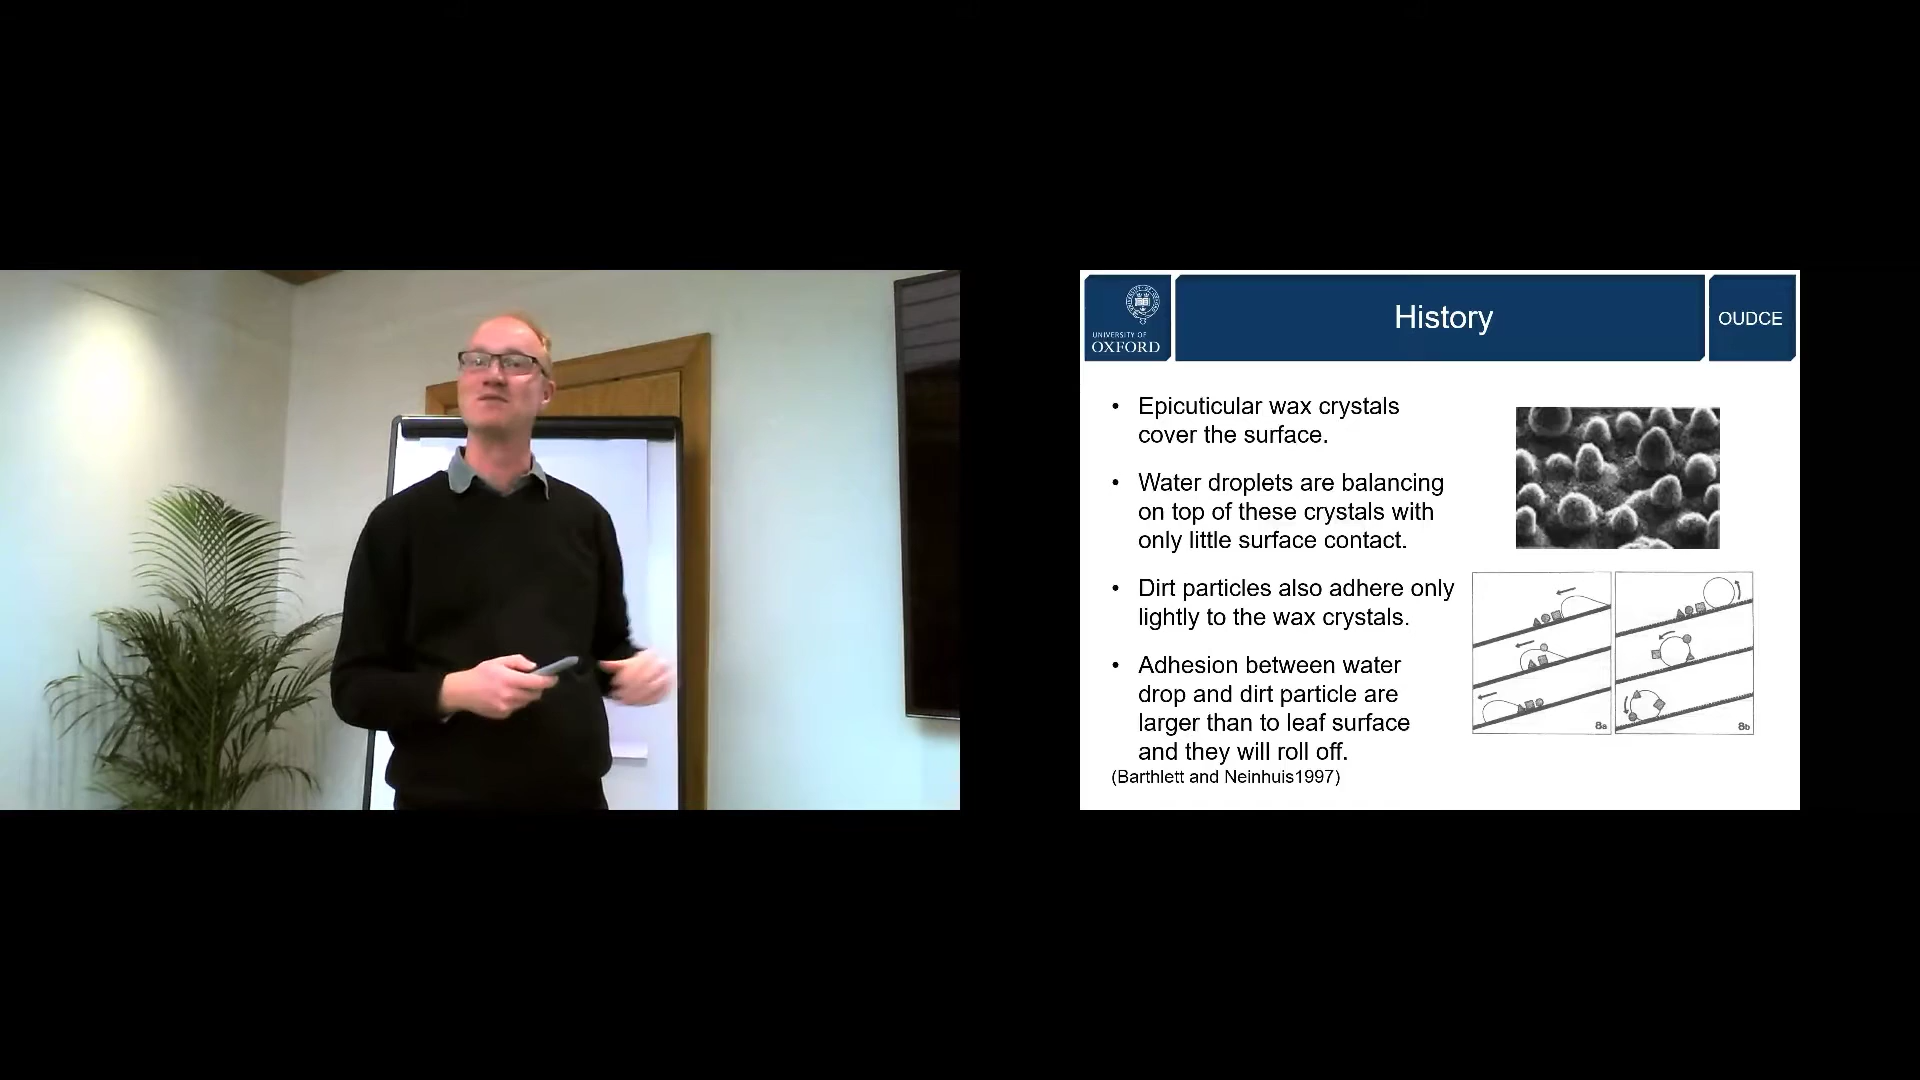 UNIVERSITY OF
OXFORD
History
OUDCE
• Epicuticular wax crystals
cover the surface.
• Water droplets are balancing
on top of these crystals with
only little surface contact.
• Dirt particles also adhere only
lightly to the wax crystals.
• Adhesion between water
drop and dirt particle are
larger than to leaf surface
and they will roll off.
(Barthlett and Neinhuis1997)
8a
8b